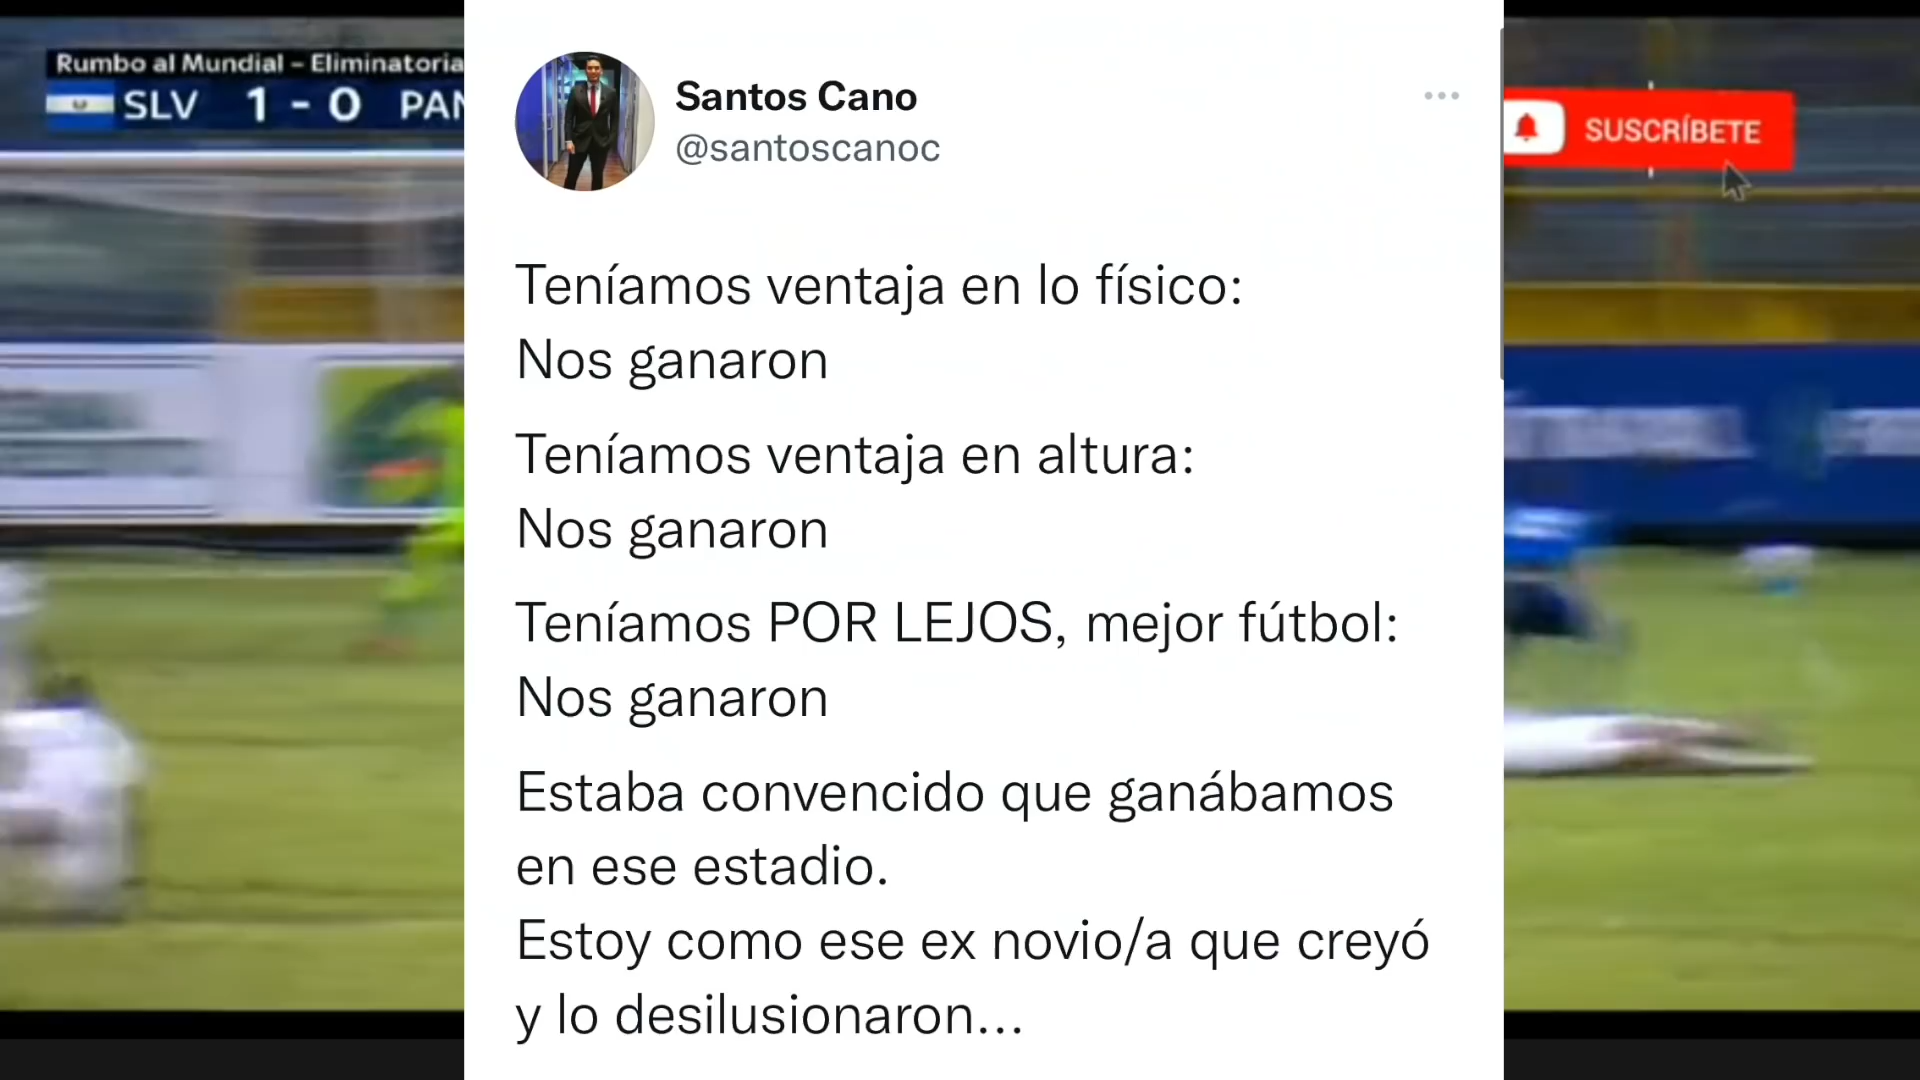 Rumbo al Mundial - Eliminatoria
SLV 1 - 0 PAN
Santos Cano
@santoscanoc
SUSCRÍBETE
Teníamos ventaja en lo físico:
Nos ganaron
Teníamos ventaja en altura:
Nos ganaron
Teníamos POR LEJOS, mejor fútbol:
Nos ganaron
Estaba convencido que ganábamos
en ese estadio.
Estoy como ese ex novio/a que creyó
y lo desilusionaron...